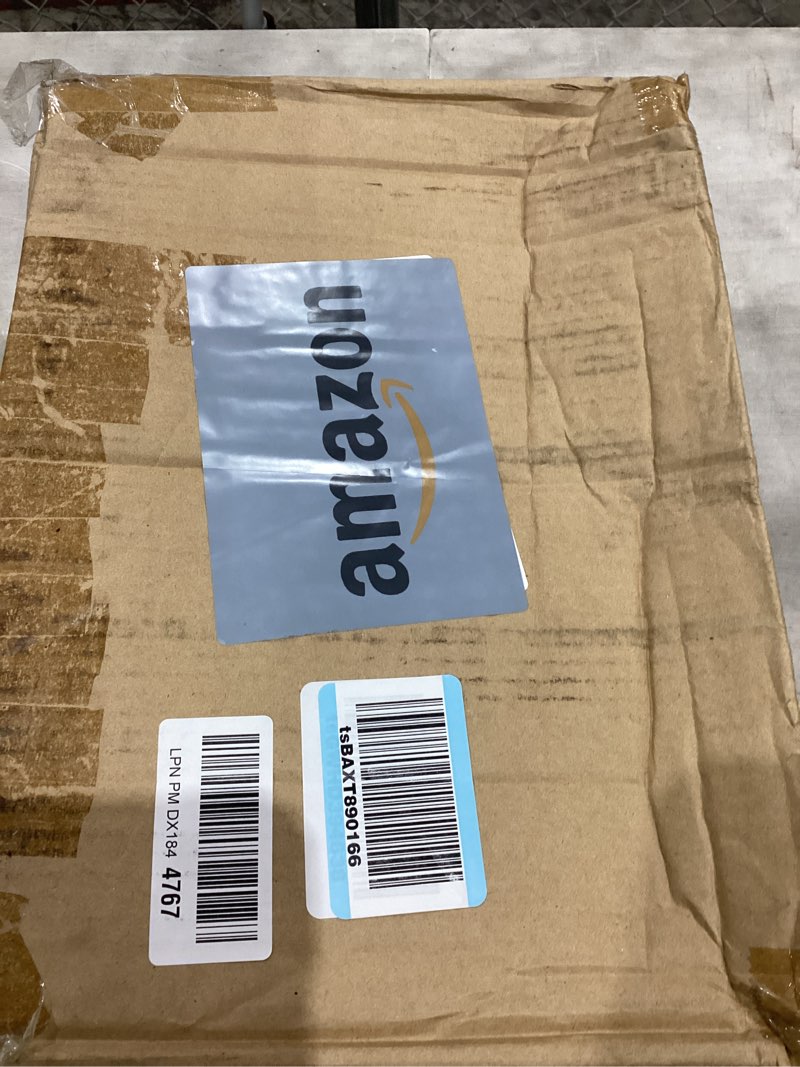 amazon
LPN PM DX184 4767
tsBAXT890166